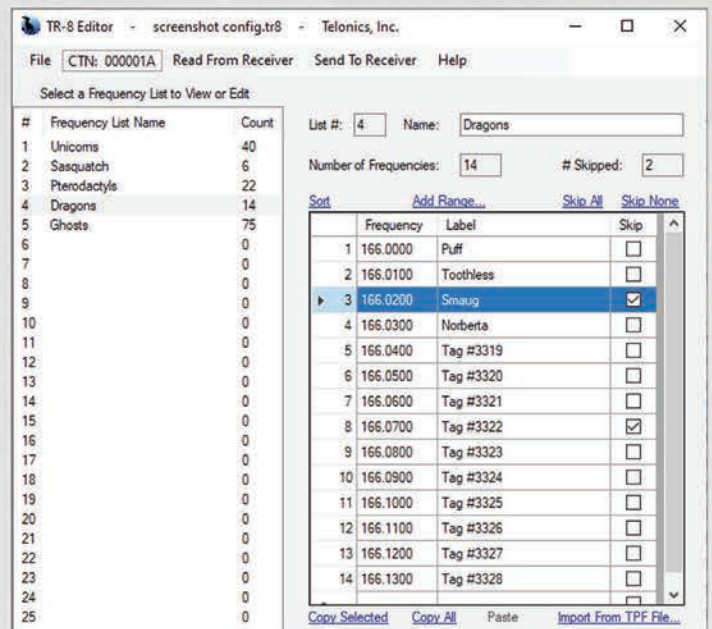 TR-8 Editor - screenshot config.tr8 - Telonics, Inc.
File CTN: 000001A Read From Receiver Send To Receiver Help
Select a Frequency List to View or Edit
# Frequency List Name Count
1 Unicorns 40
2 Sasquatch 6
3 Pterodactyls 22
4 Dragons 14
5 Ghosts 75
6 0
7 0
8 0
9 0
10 0
11 0
12 0
13 0
14 0
15 0
16 0
17 0
18 0
19 0
20 0
21 0
22 0
23 0
24 0
25 0
List #: 4 Name: Dragons
Number of Frequencies: 14 # Skipped: 2
Sort Add Range... Skip All Skip None
Frequency Label Skip
1 166.0000 Puff
2 166.0100 Toothless
3 166.0200 Smaug
4 166.0300 Norberta
5 166.0400 Tag #3319
6 166.0500 Tag #3320
7 166.0600 Tag #3321
8 166.0700 Tag #3322
9 166.0800 Tag #3323
10 166.0900 Tag #3324
11 166.1000 Tag #3325
12 166.1100 Tag #3326
13 166.1200 Tag #3327
14 166.1300 Tag #3328
Copy Selected Copy All Paste Import From TPF File...